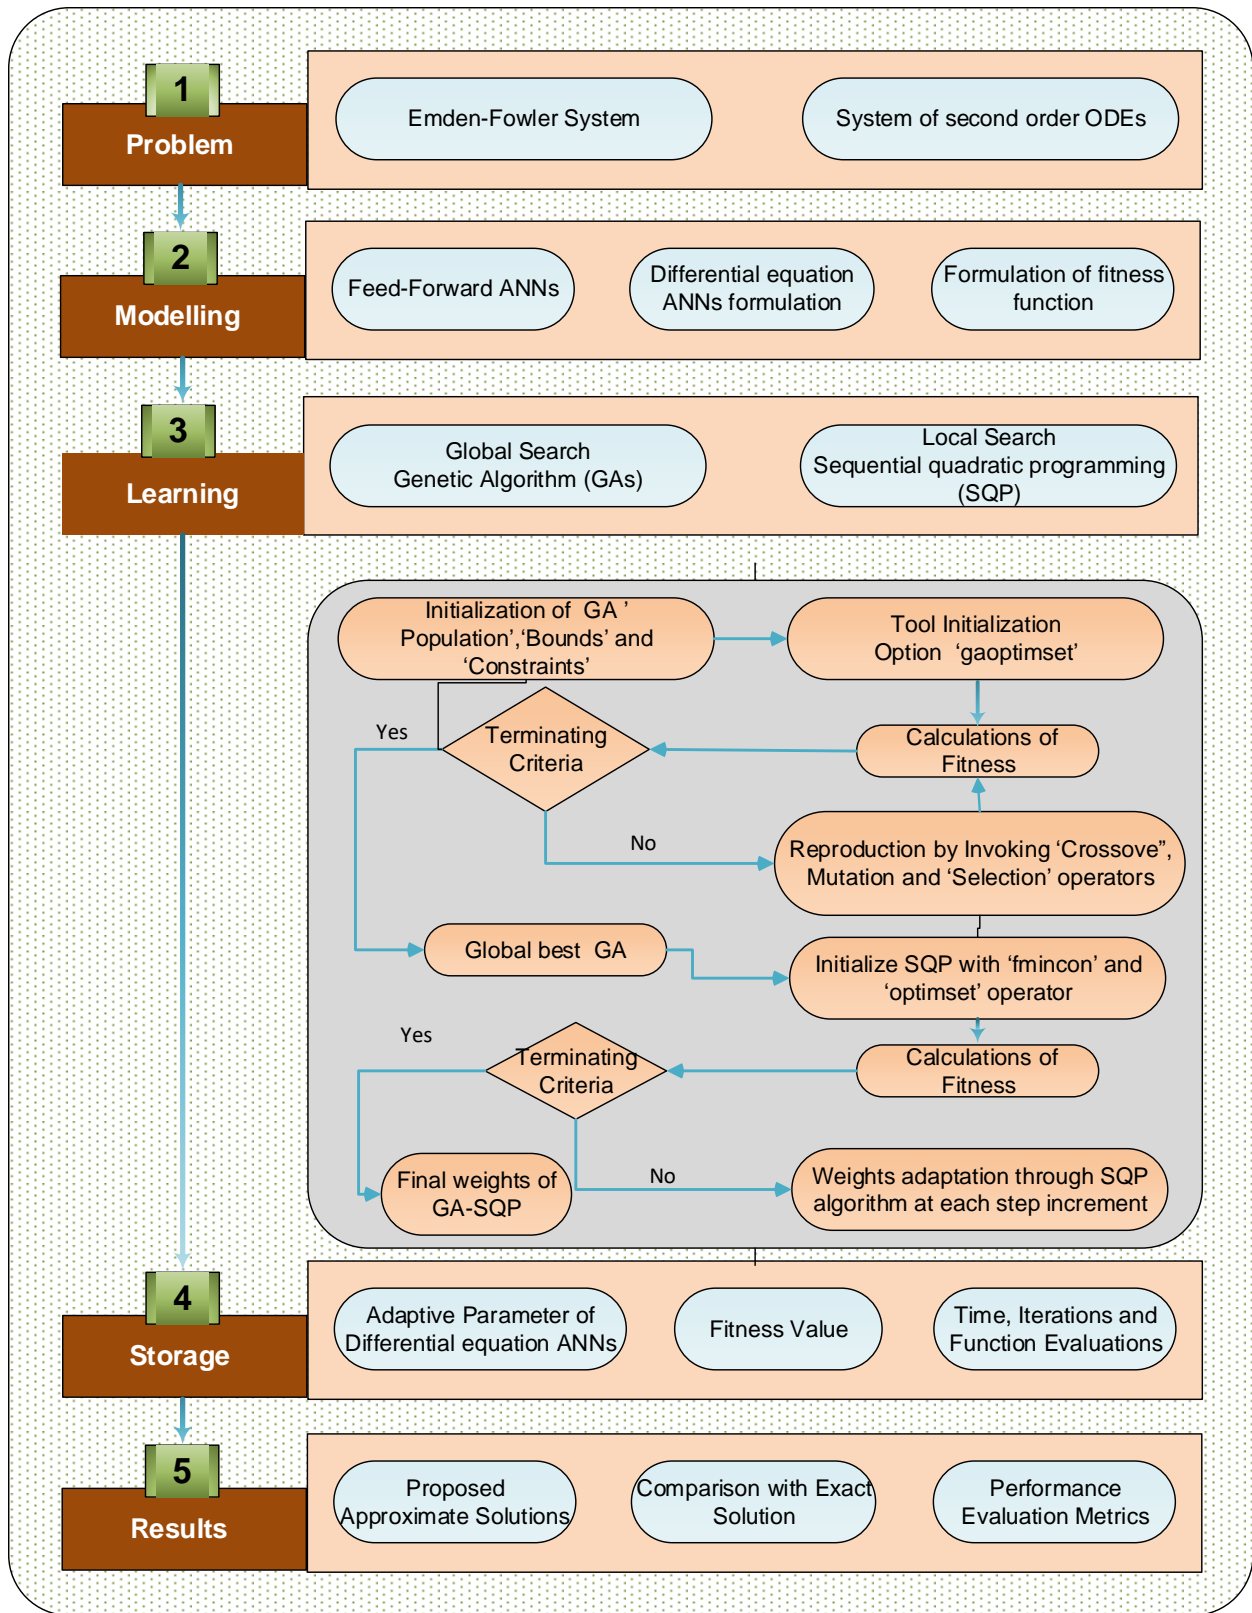 1
Problem
Emden-Fowler System
System of second order ODEs
2
Modelling
Feed-Forward ANNs
Differential equation
ANNs formulation
Formulation of fitness
function
3
Learning
Global Search
Genetic Algorithm (GAs)
Local Search
Sequential quadratic programming
(SQP)
Initialization of GA ’
Population’,‘Bounds’ and
‘Constraints’
Tool Initialization
Option ‘gaoptimset’
Yes
Terminating
Criteria
Calculations of
Fitness
No
Reproduction by Invoking ‘Crossove”,
Mutation and ‘Selection’ operators
Global best GA
Initialize SQP with ‘fmincon’ and
‘optimset’ operator
Yes
Terminating
Criteria
Calculations of
Fitness
Final weights of
GA-SQP
No
Weights adaptation through SQP
algorithm at each step increment
4
Storage
Adaptive Parameter of
Differential equation ANNs
Fitness Value
Time, Iterations and
Function Evaluations
5
Results
Proposed
Approximate Solutions
Comparison with Exact
Solution
Performance
Evaluation Metrics